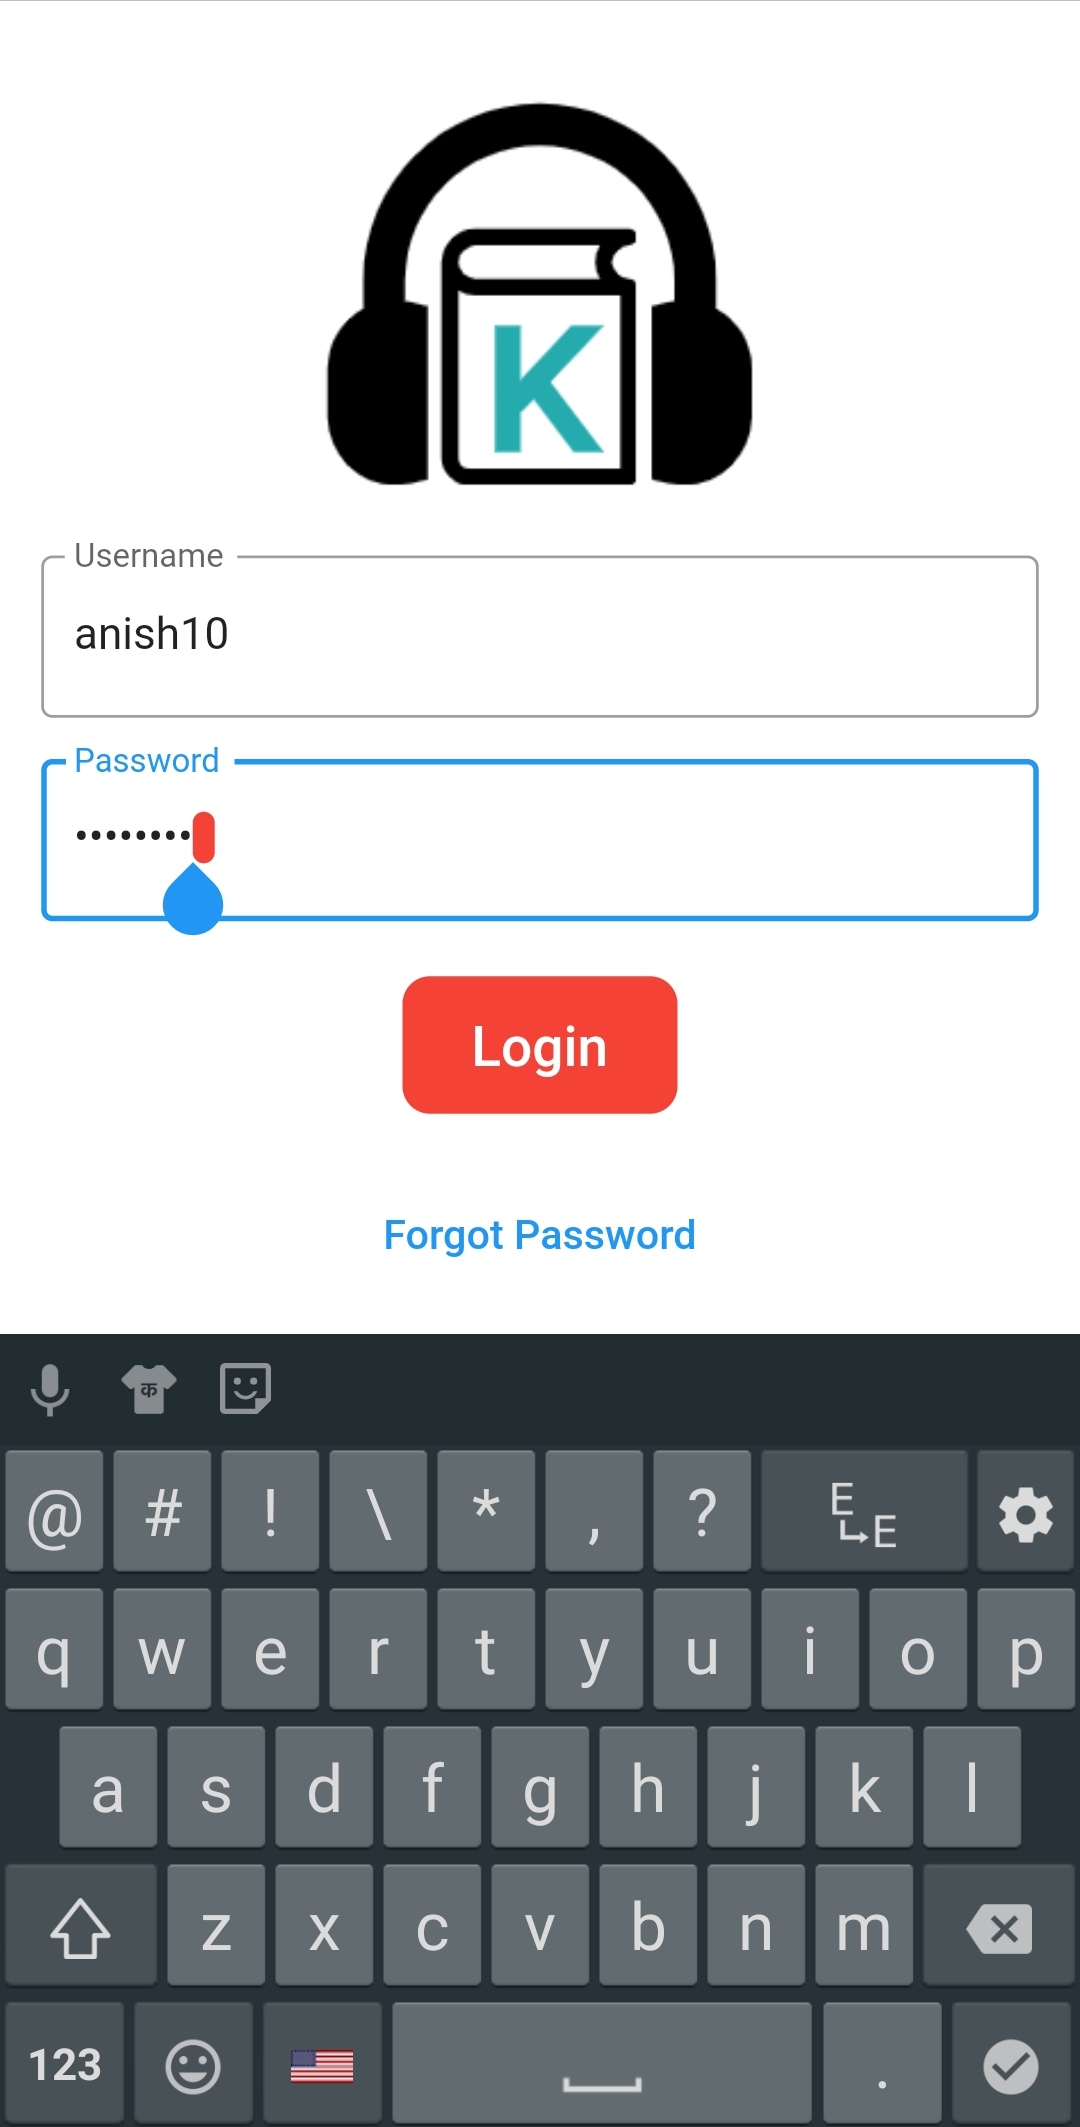 K
Username
anish10
Password
••••••••
Login
Forgot Password
क
@ # ! \ * , ? E E
q w e r t y u i o p
a s d f g h j k l
z x c v b n m
123 .